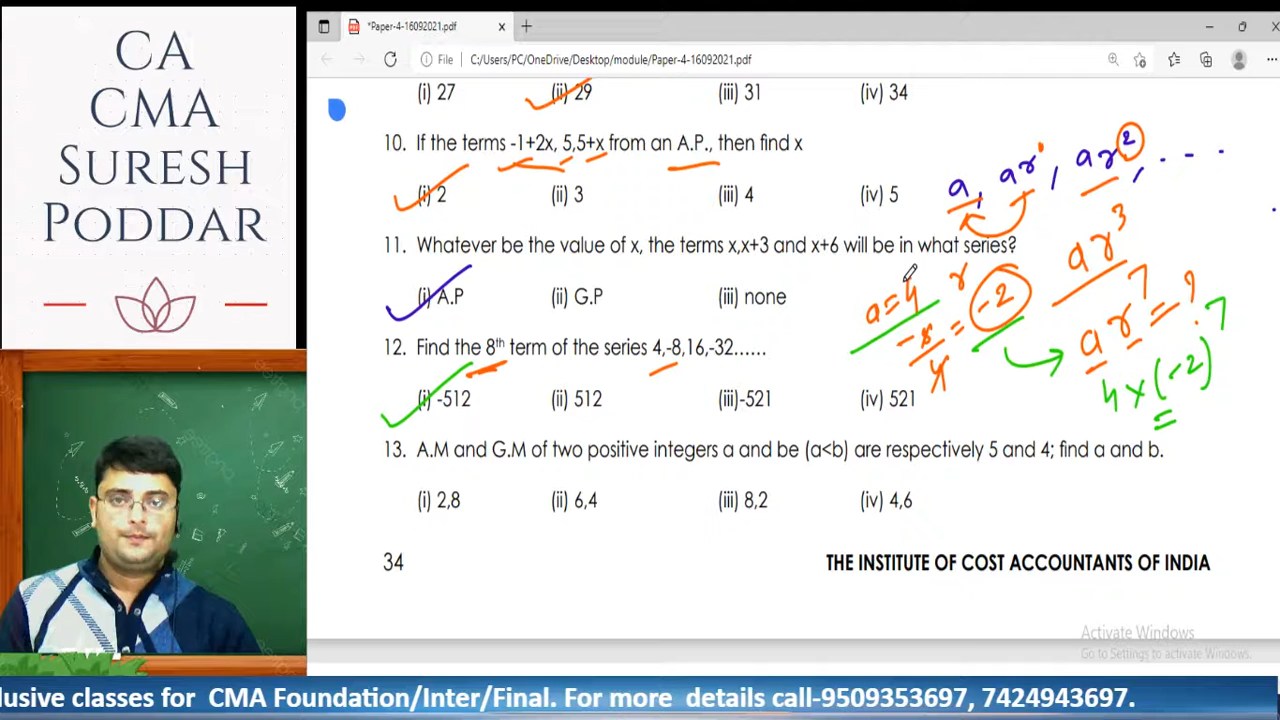 CA
CMA
SURESH
PODDAR
*Paper-4-16092021.pdf
File
C:/Users/PC/OneDrive/Desktop/module/Paper-4-16092021.pdf
(i) 27 (ii) 29 (iii) 31 (iv) 34
10. If the terms -1+2x, 5,5+x from an A.P., then find x
(i) 2 (ii) 3 (iii) 4 (iv) 5
a, ar, ar², - - -
11. Whatever be the value of x, the terms x,x+3 and x+6 will be in what series?
(i) A.P (ii) G.P (iii) none
ar³
a=4 r
-8/4 = -2
ar⁷ = ?
4×(-2)⁷
=
12. Find the 8th term of the series 4,-8,16,-32......
(i) -512 (ii) 512 (iii)-521 (iv) 521
13. A.M and G.M of two positive integers a and be (a<b) are respectively 5 and 4; find a and b.
(i) 2,8 (ii) 6,4 (iii) 8,2 (iv) 4,6
34 THE INSTITUTE OF COST ACCOUNTANTS OF INDIA
Activate Windows
Go to Settings to activate Windows.
lusive classes for CMA Foundation/Inter/Final. For more details call-9509353697, 7424943697.